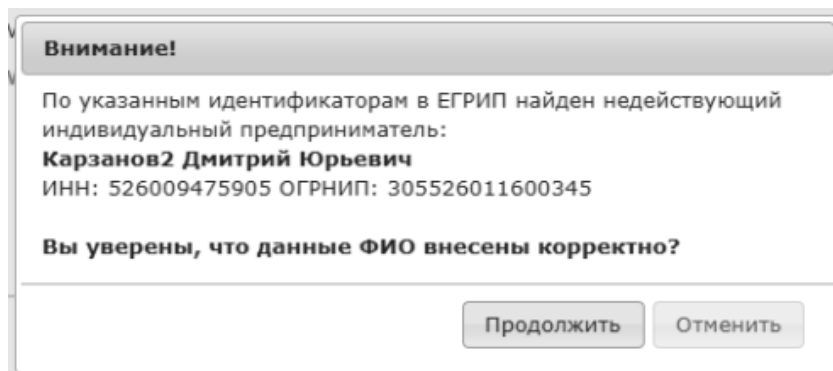 Внимание!
По указанным идентификаторам в ЕГРИП найден недействующий
индивидуальный предприниматель:
Карзанов2 Дмитрий Юрьевич
ИНН: 526009475905 ОГРНИП: 305526011600345
Вы уверены, что данные ФИО внесены корректно?
Продолжить Отменить